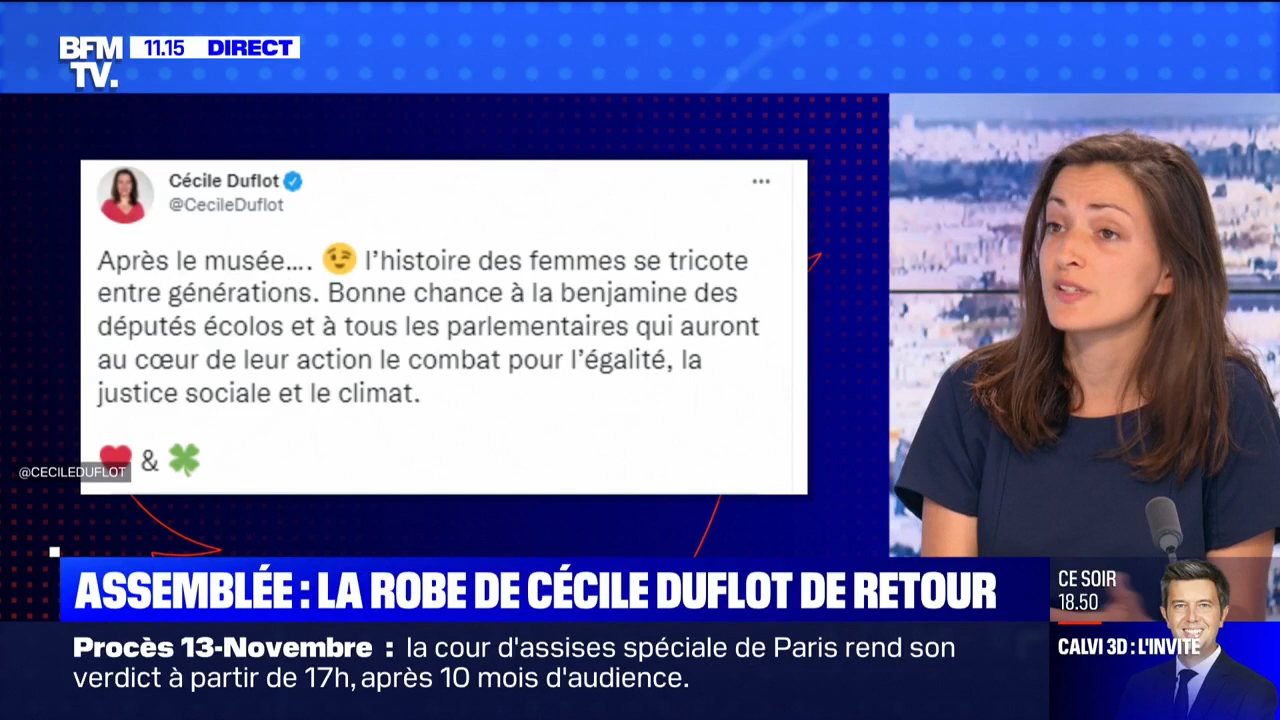 BFM
TV.
11.15 DIRECT
Cécile Duflot
@CecileDuflot
Après le musée.... 😉 l'histoire des femmes se tricote
entre générations. Bonne chance à la benjamine des
députés écolos et à tous les parlementaires qui auront
au cœur de leur action le combat pour l'égalité, la
justice sociale et le climat.
❤️ & 🍀
@CECILEDUFLOT
ASSEMBLÉE : LA ROBE DE CÉCILE DUFLOT DE RETOUR
Procès 13-Novembre : la cour d'assises spéciale de Paris rend son
verdict à partir de 17h, après 10 mois d'audience.
CE SOIR
18.50
CALVI 3D : L'INVITÉ